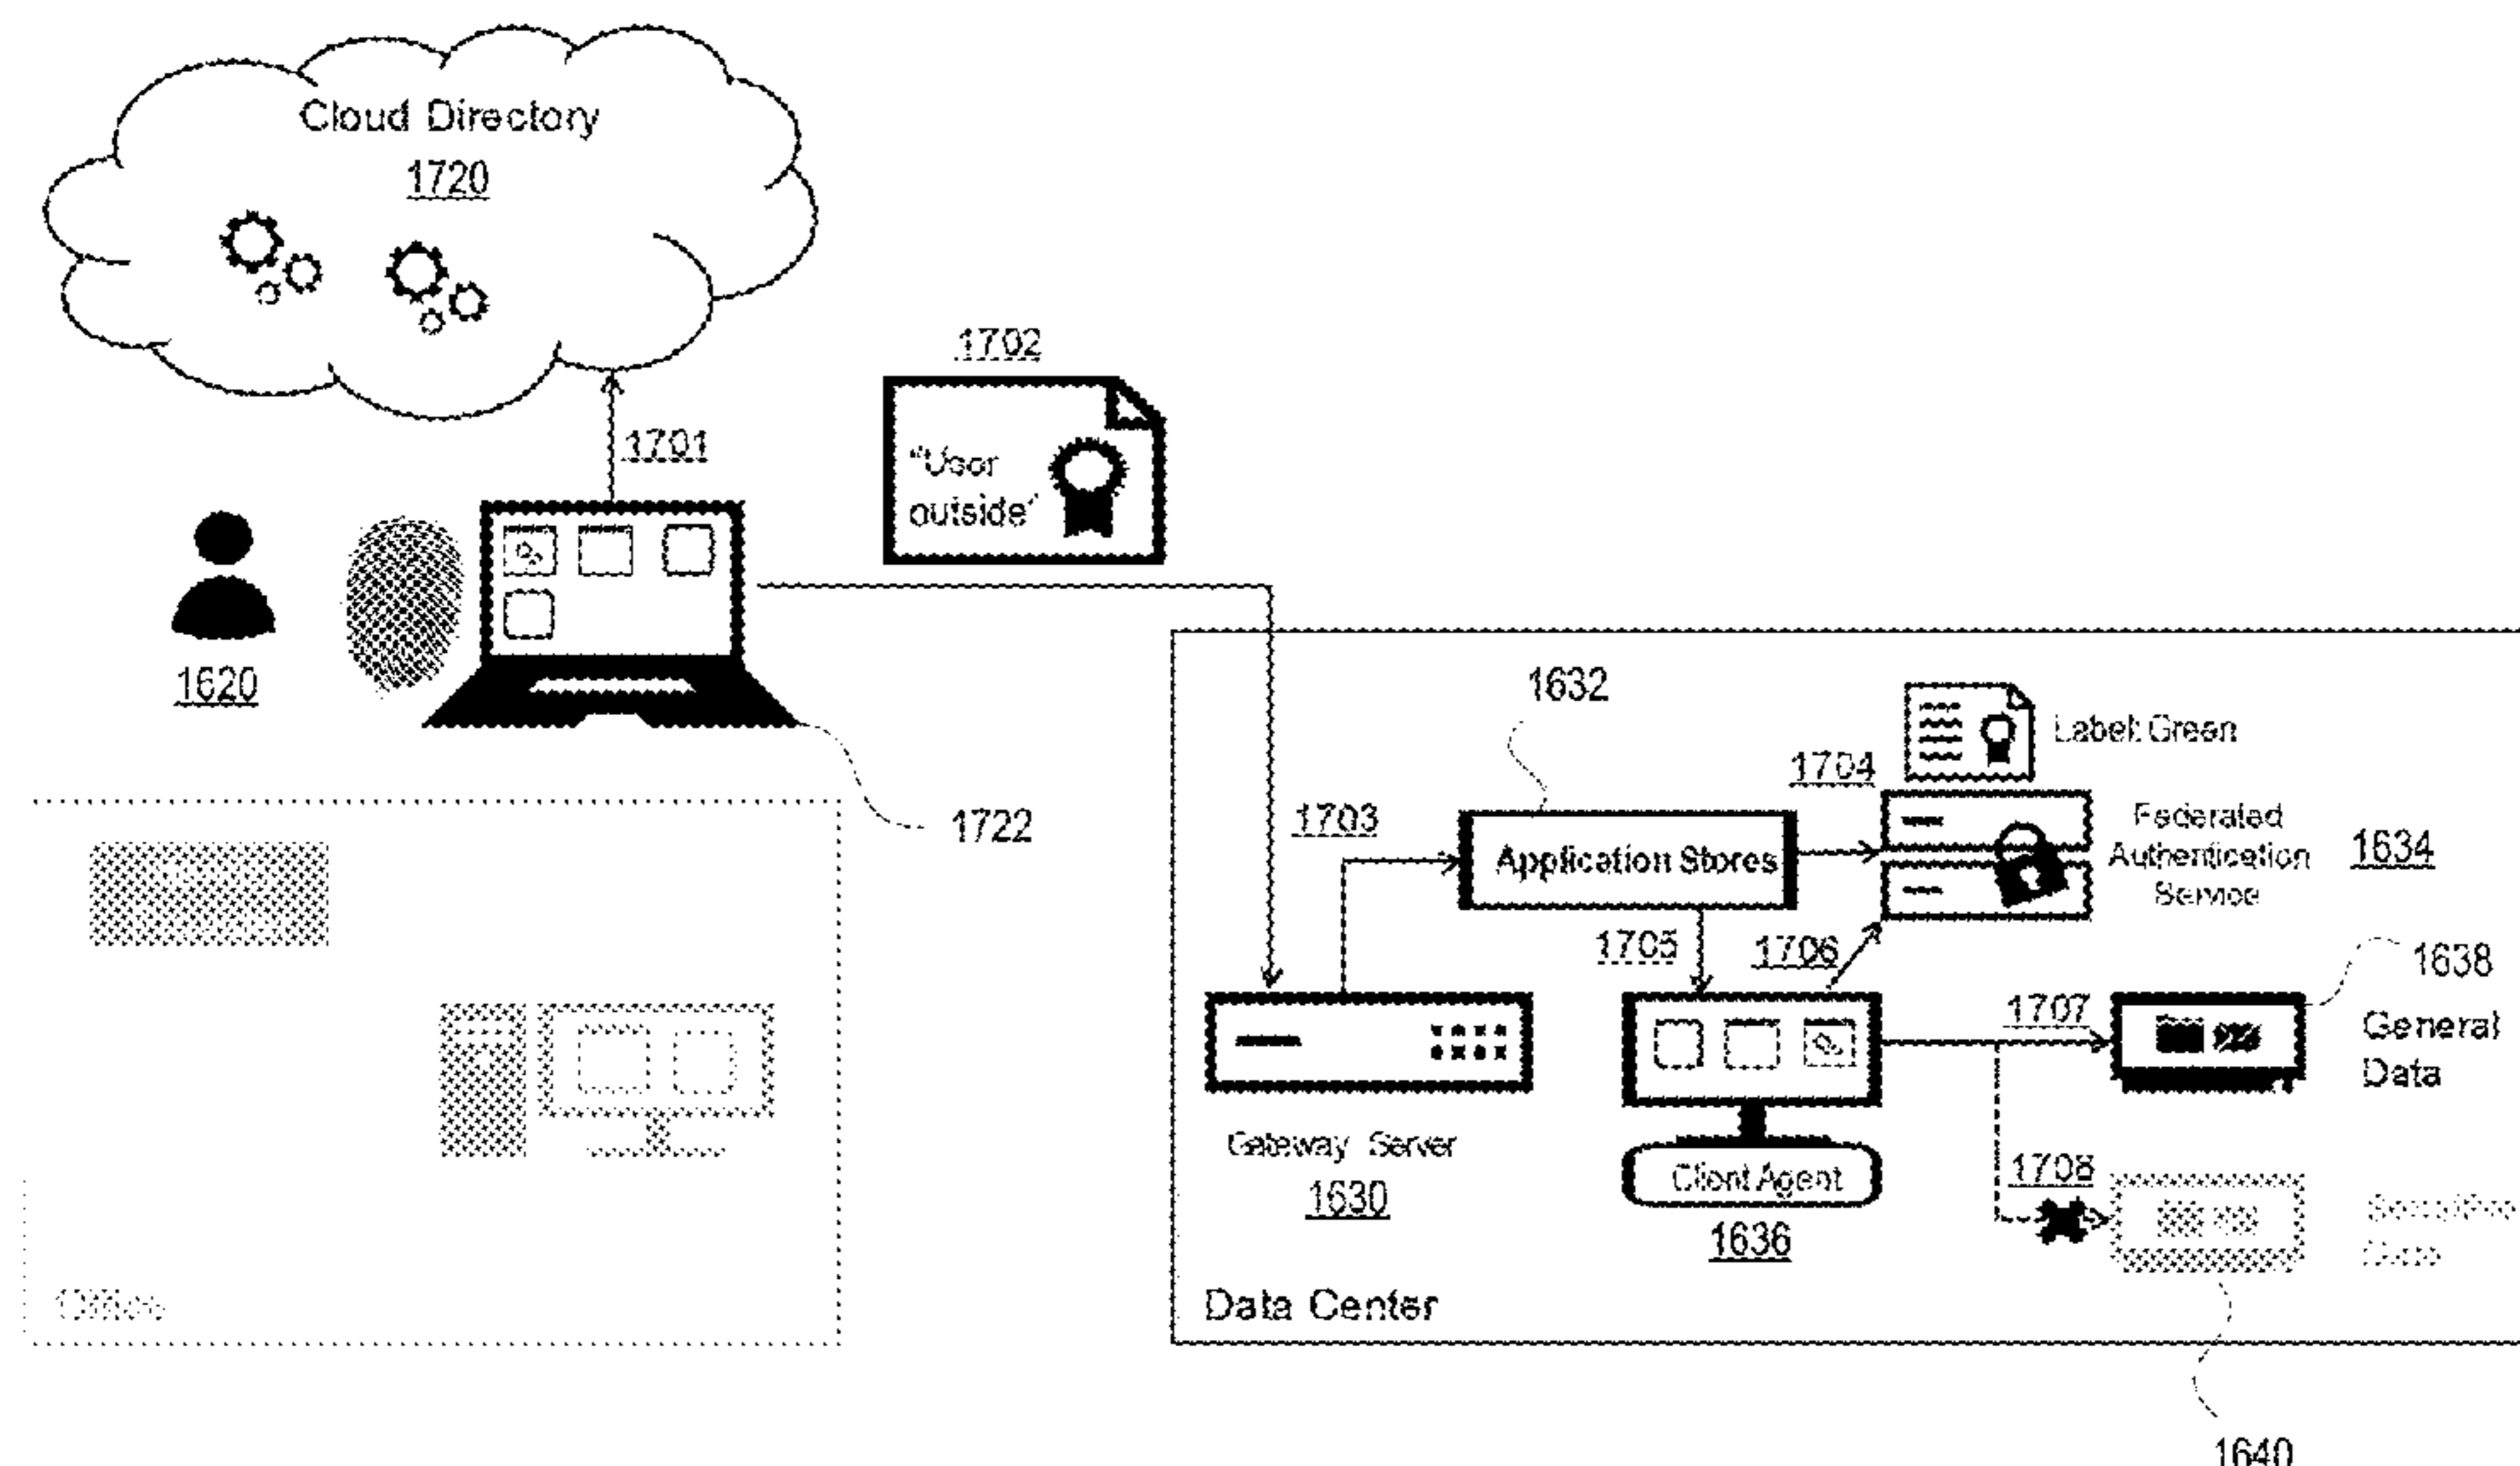 Cloud Directory
1720
1702
1701
"User
outside"
1620
1722
1632
Label: Green
1704
1703
Application Stores
Federated
Authentication
Service
1634
1705
1706
1638
1707
General
Data
Gateway Server
1630
Client Agent
1636
1708
Data Center
Office
1640